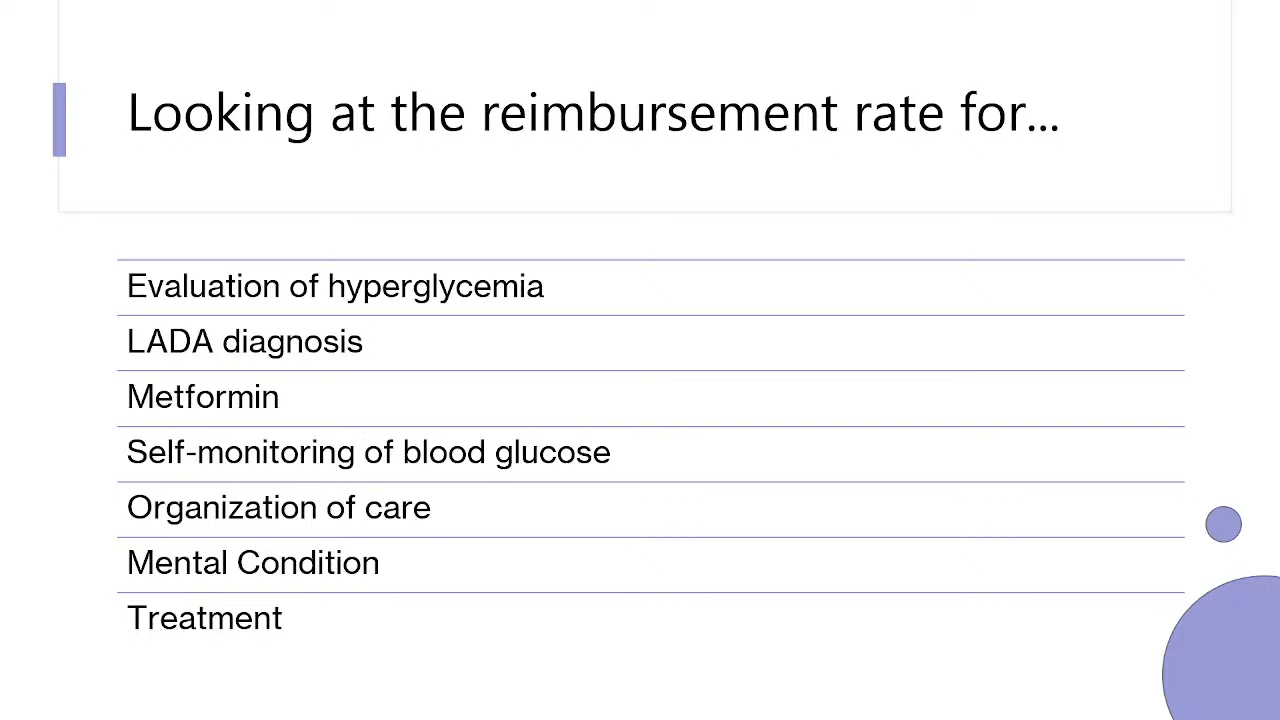 Looking at the reimbursement rate for...
Evaluation of hyperglycemia
LADA diagnosis
Metformin
Self-monitoring of blood glucose
Organization of care
Mental Condition
Treatment